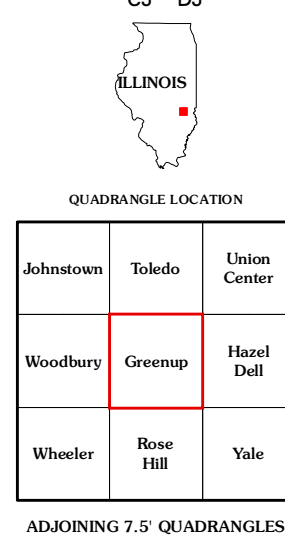 ILLINOIS
QUADRANGLE LOCATION
Johnstown
Toledo
Union
Center
Woodbury
Greenup
Hazel
Dell
Wheeler
Rose
Hill
Yale
ADJOINING 7.5' QUADRANGLES